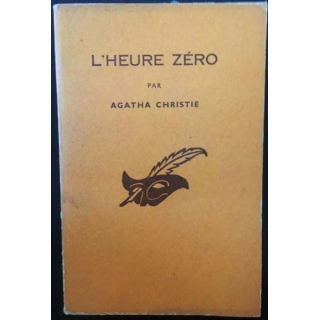 L'HEURE ZÉRO
PAR
AGATHA CHRISTIE